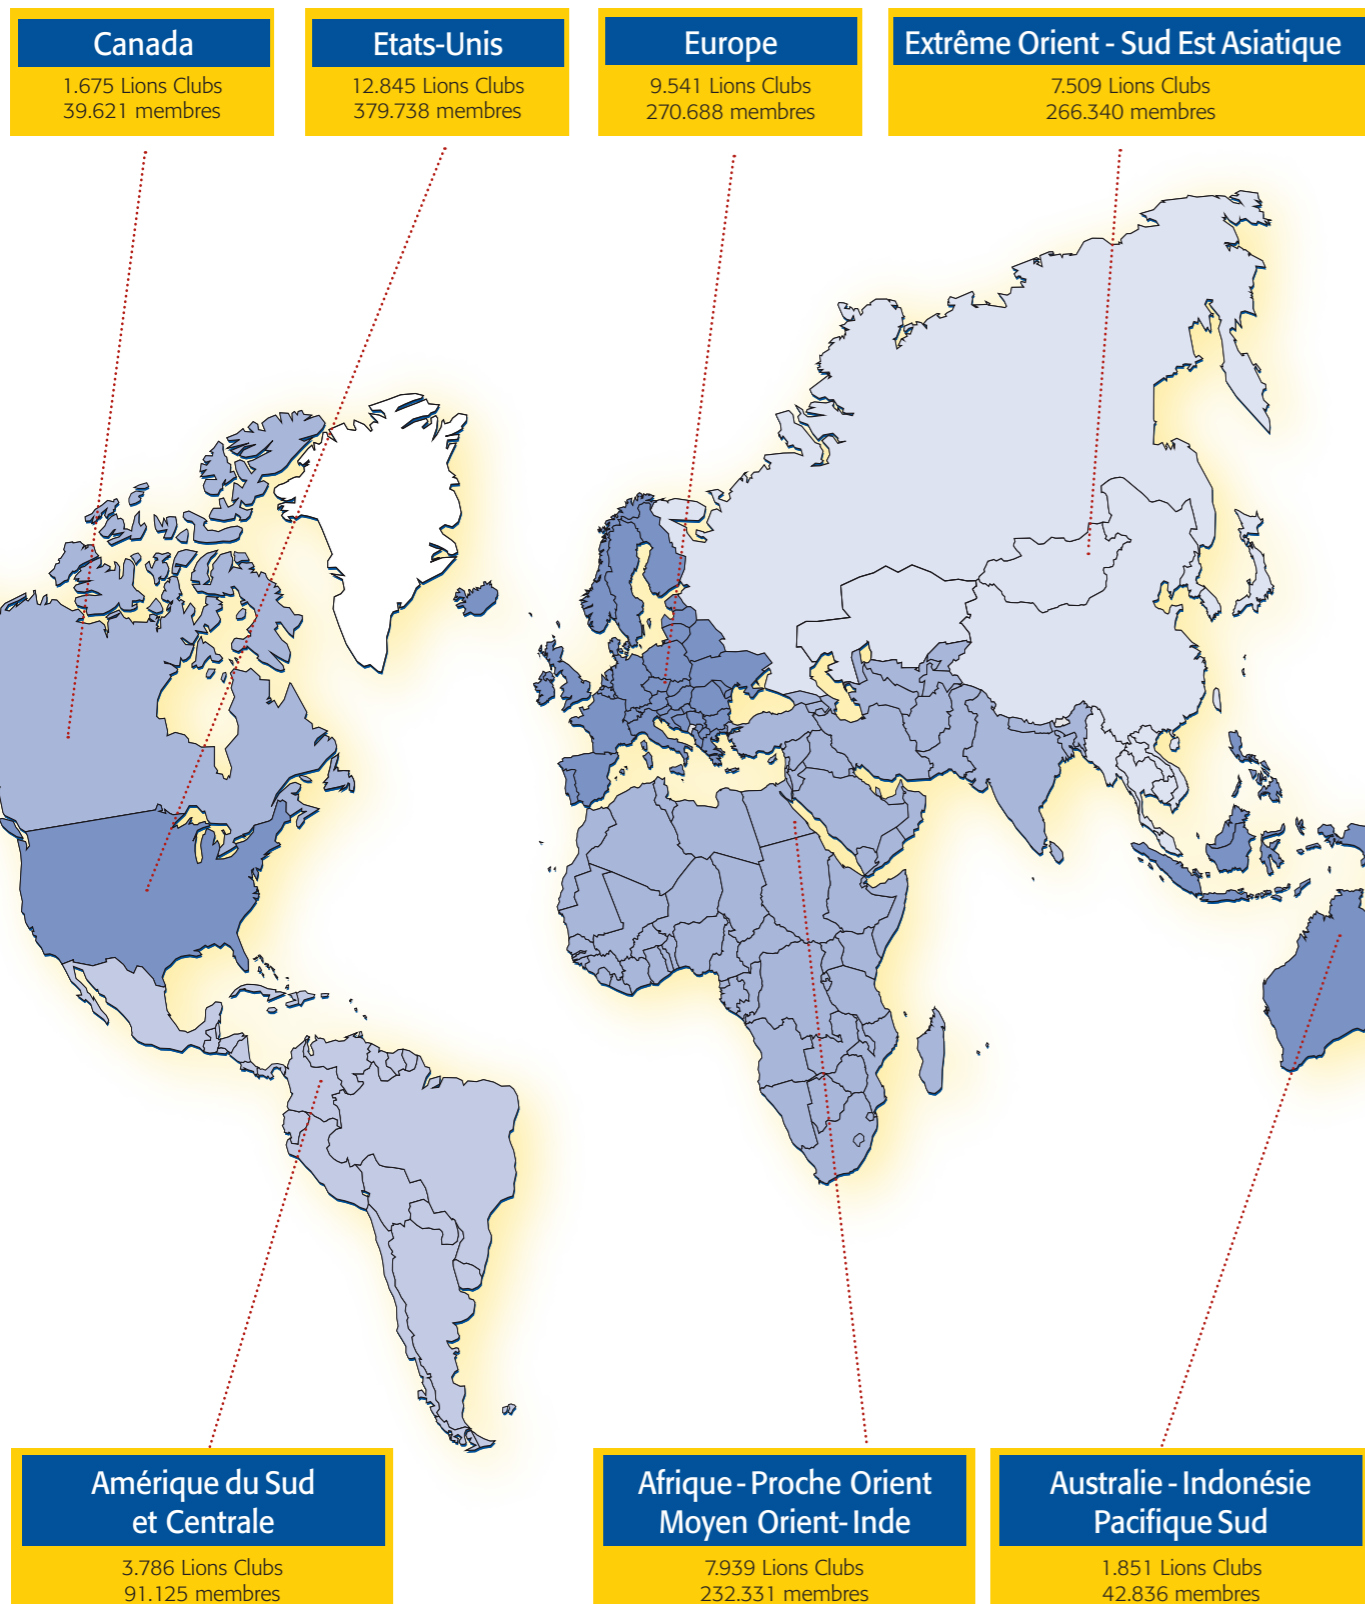 Canada
1.675 Lions Clubs
39.621 membres
Etats-Unis
12.845 Lions Clubs
379.738 membres
Europe
9.541 Lions Clubs
270.688 membres
Extrême Orient - Sud Est Asiatique
7.509 Lions Clubs
266.340 membres
Amérique du Sud
et Centrale
3.786 Lions Clubs
91.125 membres
Afrique - Proche Orient
Moyen Orient - Inde
7.939 Lions Clubs
232.331 membres
Australie - Indonésie
Pacifique Sud
1.851 Lions Clubs
42.836 membres